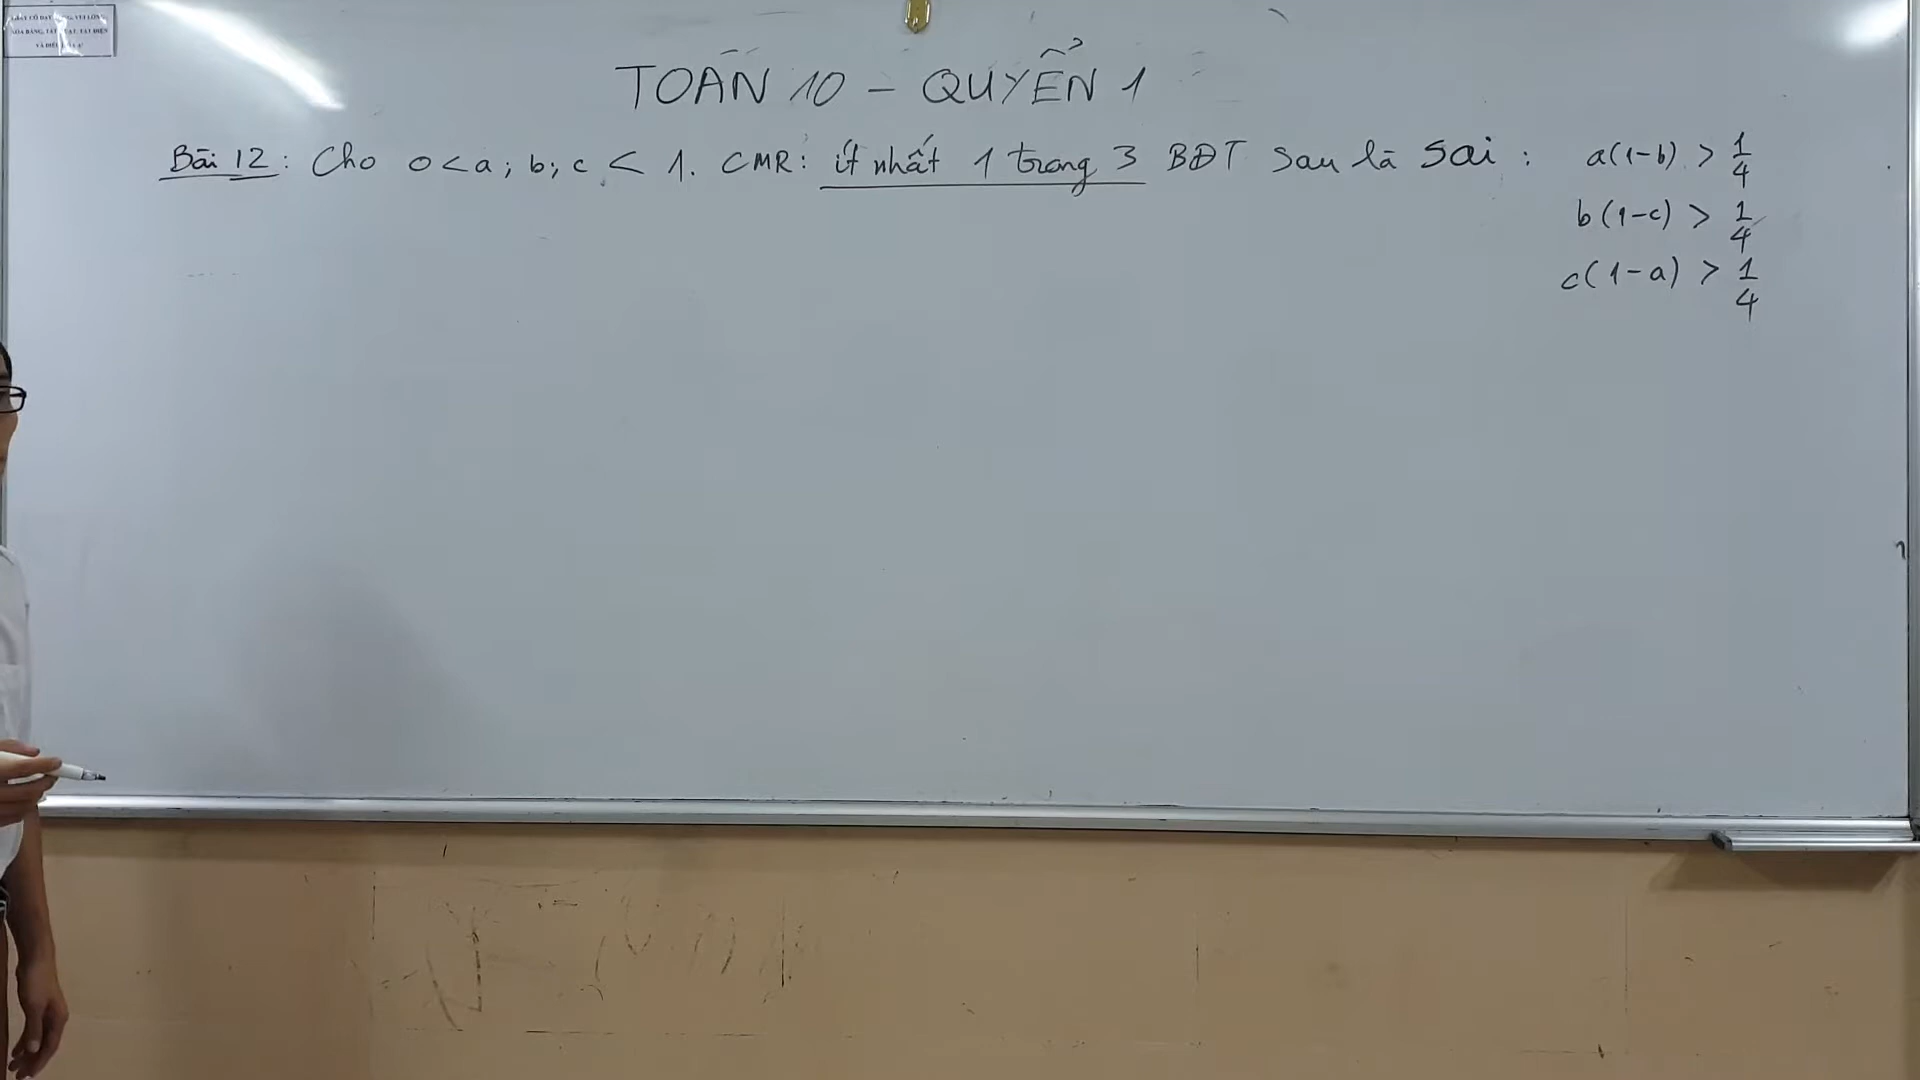 TOÁN 10 – QUYỂN 1
Bài 12 : Cho 0 < a ; b ; c < 1. CMR: ít nhất 1 trong 3 BĐT sau là sai : a(1-b) > 1/4
b(1-c) > 1/4
c(1-a) > 1/4